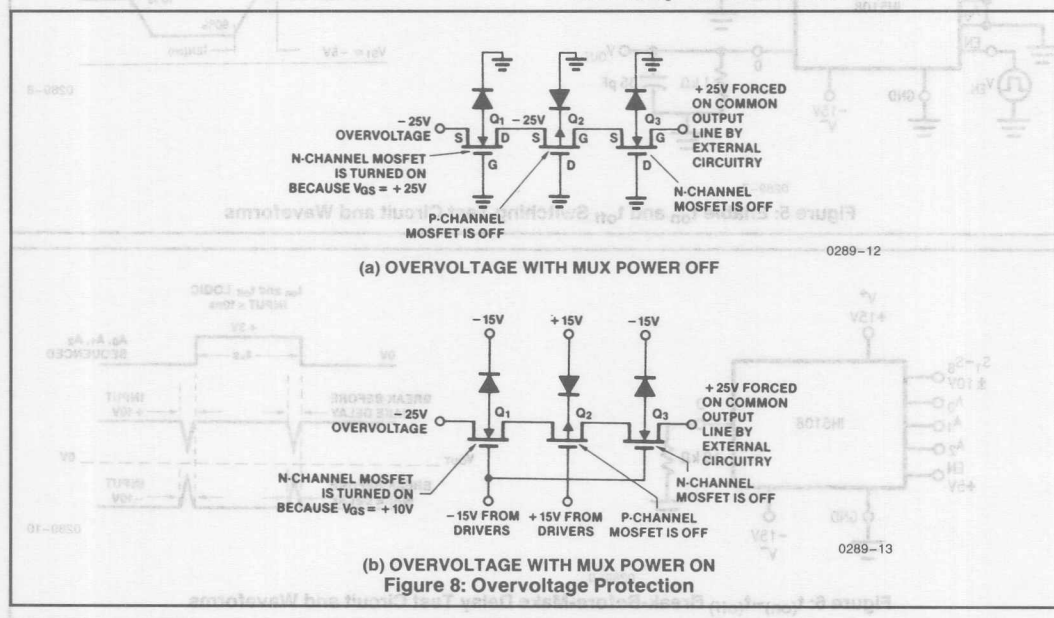 -25V
OVERVOLTAGE
Q1
-25V
Q2
Q3
S
D
S
G
S
G
G
D
D
+25V FORCED
ON COMMON
OUTPUT
LINE BY
EXTERNAL
CIRCUITRY
N-CHANNEL MOSFET
IS TURNED ON
BECAUSE VGS = +25V
P-CHANNEL
MOSFET IS OFF
N-CHANNEL
MOSFET IS OFF
0289-12
(a) OVERVOLTAGE WITH MUX POWER OFF
-15V
+15V
-15V
-25V
OVERVOLTAGE
Q1
Q2
Q3
+25V FORCED
ON COMMON
OUTPUT
LINE BY
EXTERNAL
CIRCUITRY
N-CHANNEL MOSFET
IS TURNED ON
BECAUSE VGS = +10V
-15V FROM
DRIVERS
+15V FROM
DRIVERS
P-CHANNEL
MOSFET IS OFF
N-CHANNEL
MOSFET IS OFF
0289-13
(b) OVERVOLTAGE WITH MUX POWER ON
Figure 8: Overvoltage Protection